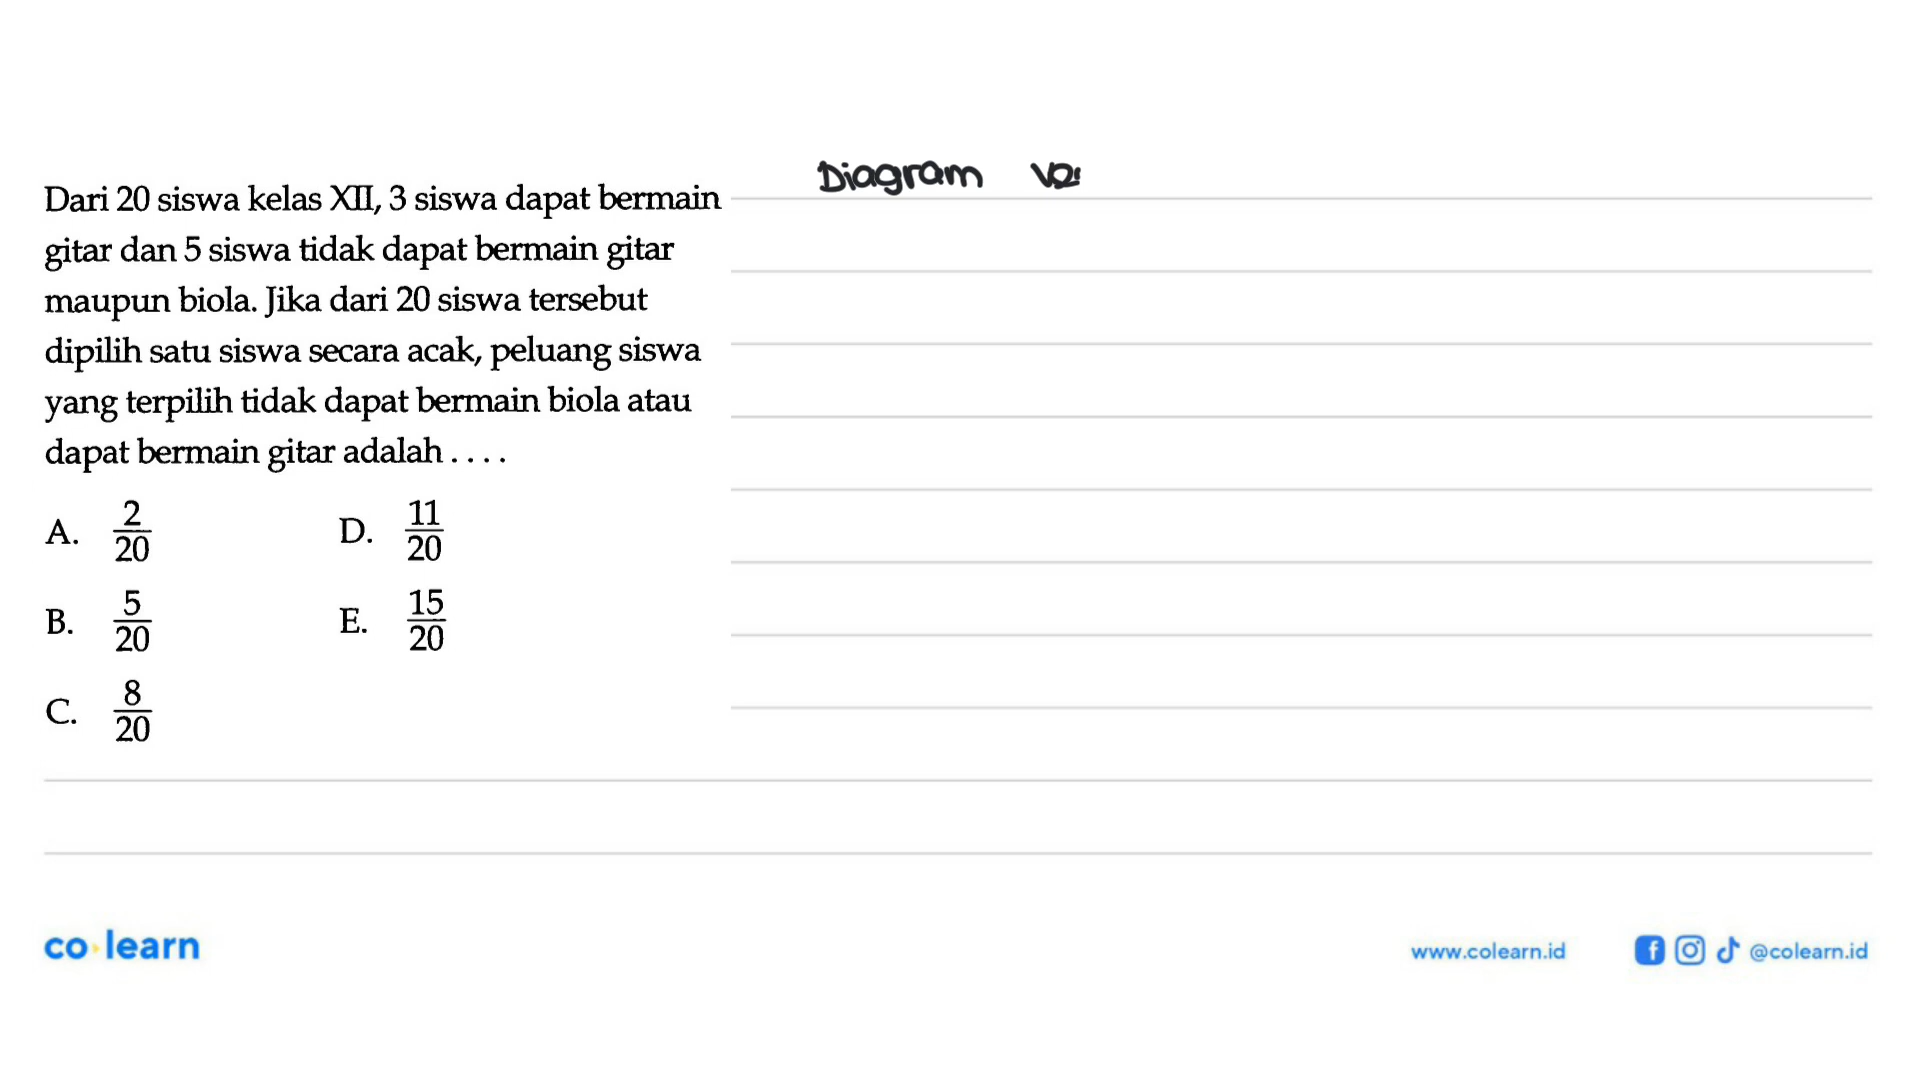 Dari 20 siswa kelas XII, 3 siswa dapat bermain
gitar dan 5 siswa tidak dapat bermain gitar
maupun biola. Jika dari 20 siswa tersebut
dipilih satu siswa secara acak, peluang siswa
yang terpilih tidak dapat bermain biola atau
dapat bermain gitar adalah . . . .
A. 2/20
B. 5/20
C. 8/20
D. 11/20
E. 15/20
Diagram
co learn
www.colearn.id
@colearn.id